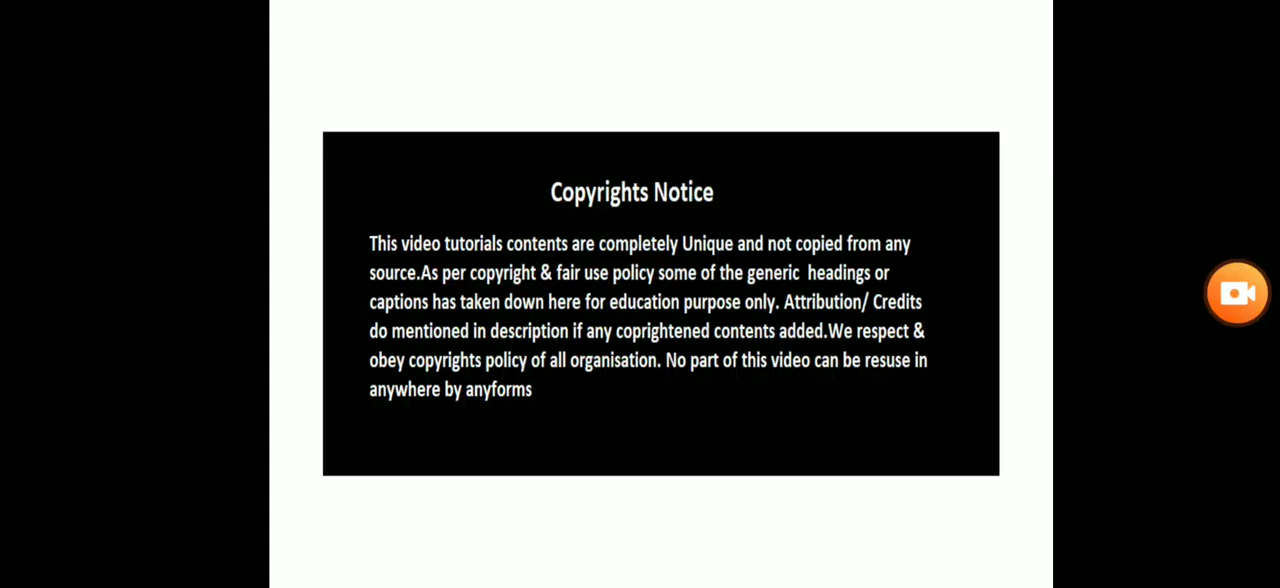 Copyrights Notice
This video tutorials contents are completely Unique and not copied from any
source.As per copyright & fair use policy some of the generic headings or
captions has taken down here for education purpose only. Attribution/ Credits
do mentioned in description if any coprightened contents added.We respect &
obey copyrights policy of all organisation. No part of this video can be resuse in
anywhere by anyforms